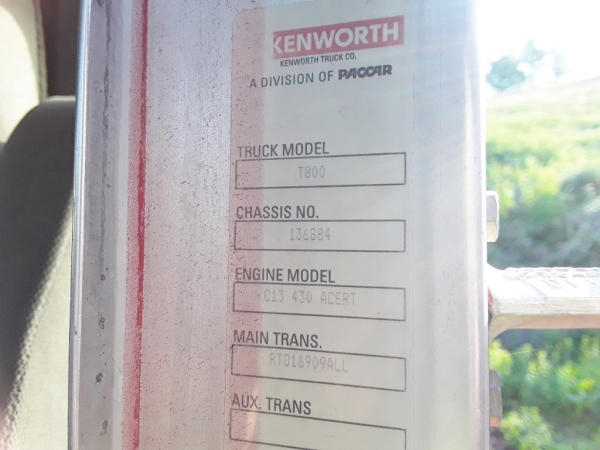 KENWORTH
KENWORTH TRUCK CO.
A DIVISION OF PACCAR
TRUCK MODEL
T800
CHASSIS NO.
136884
ENGINE MODEL
C13 430 ACERT
MAIN TRANS.
RTO16909ALL
AUX. TRANS